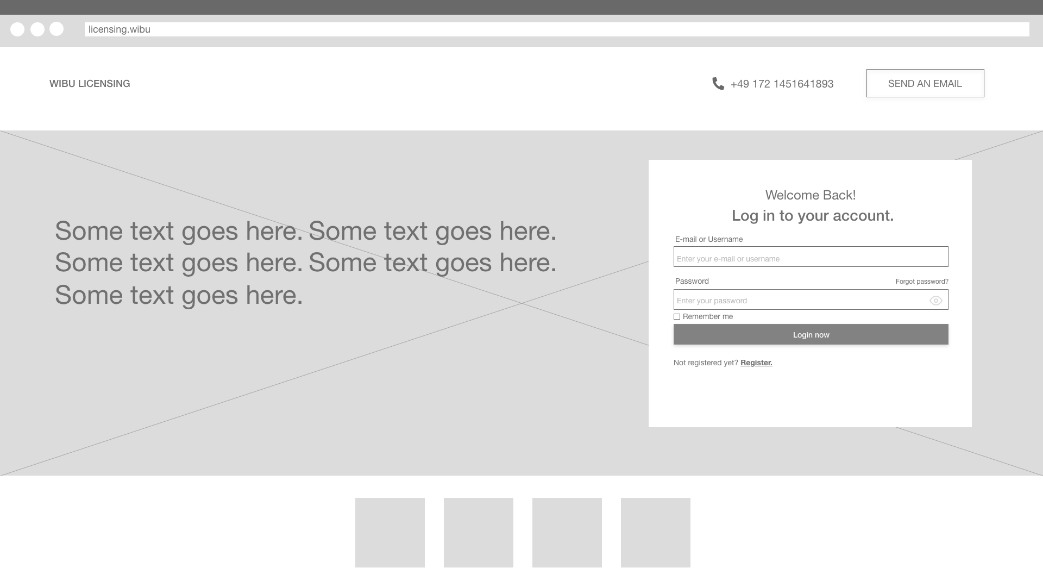 licensing.wibu
WIBU LICENSING
+49 172 1451641893
SEND AN EMAIL
Some text goes here. Some text goes here.
Some text goes here. Some text goes here.
Some text goes here.
Welcome Back!
Log in to your account.
E-mail or Username
Enter your e-mail or username
Password
Forgot password?
Enter your password
Remember me
Login now
Not registered yet? Register.